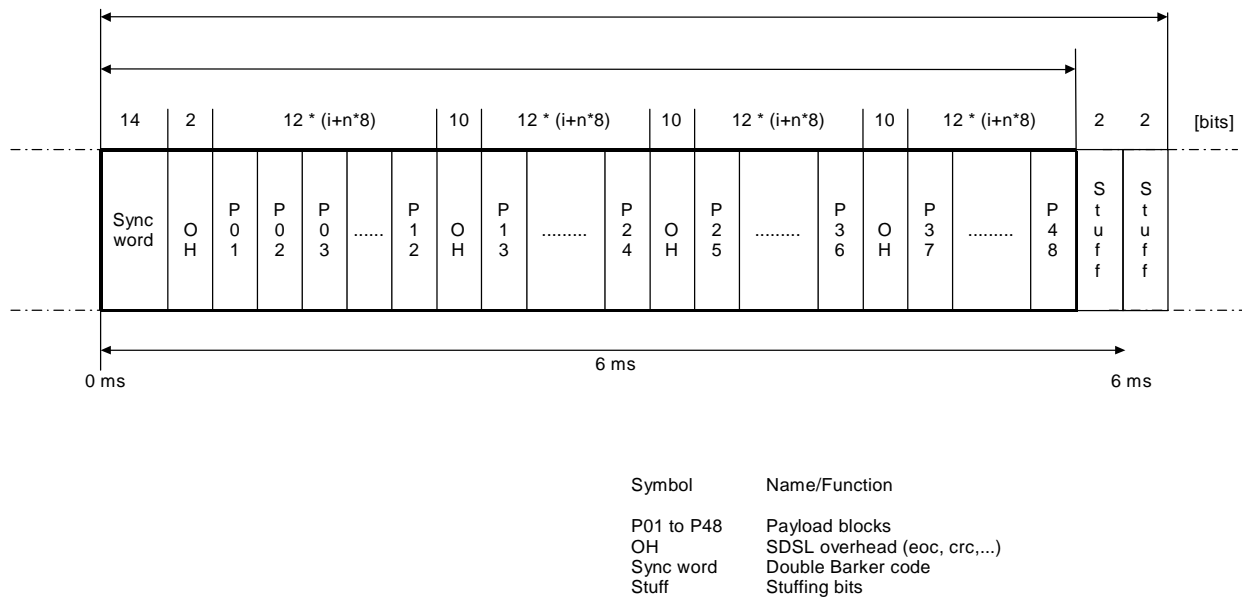 14 2 12 * (i+n*8) 10 12 * (i+n*8) 10 12 * (i+n*8) 10 12 * (i+n*8) 2 2 [bits]
Sync word OH P01 P02 P03 ...... P12 OH P13 ......... P24 OH P25 ......... P36 OH P37 ......... P48 Stuff Stuff
6 ms
0 ms 6 ms
Symbol Name/Function
P01 to P48 Payload blocks
OH SDSL overhead (eoc, crc,...)
Sync word Double Barker code
Stuff Stuffing bits